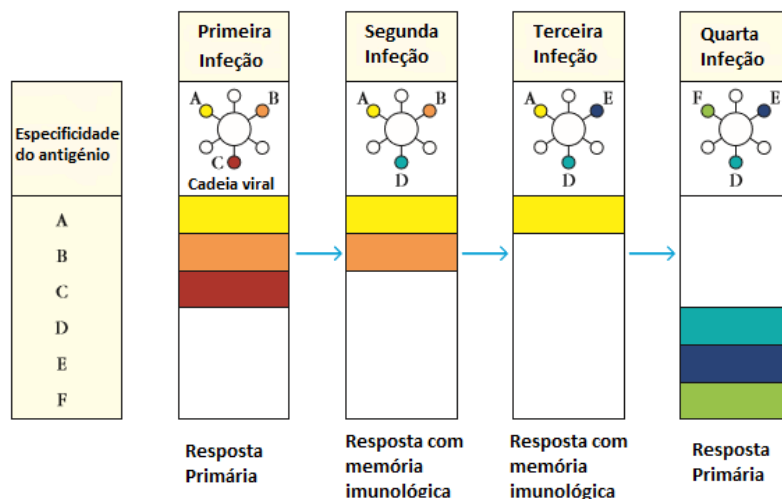 Primeira
Infeção
Segunda
Infeção
Terceira
Infeção
Quarta
Infeção
Especificidade
do antigénio
A
B
C
Cadeia viral
A
B
D
A
E
D
F
E
D
A
B
C
D
E
F
Resposta
Primária
Resposta com
memória
imunológica
Resposta com
memória
imunológica
Resposta
Primária